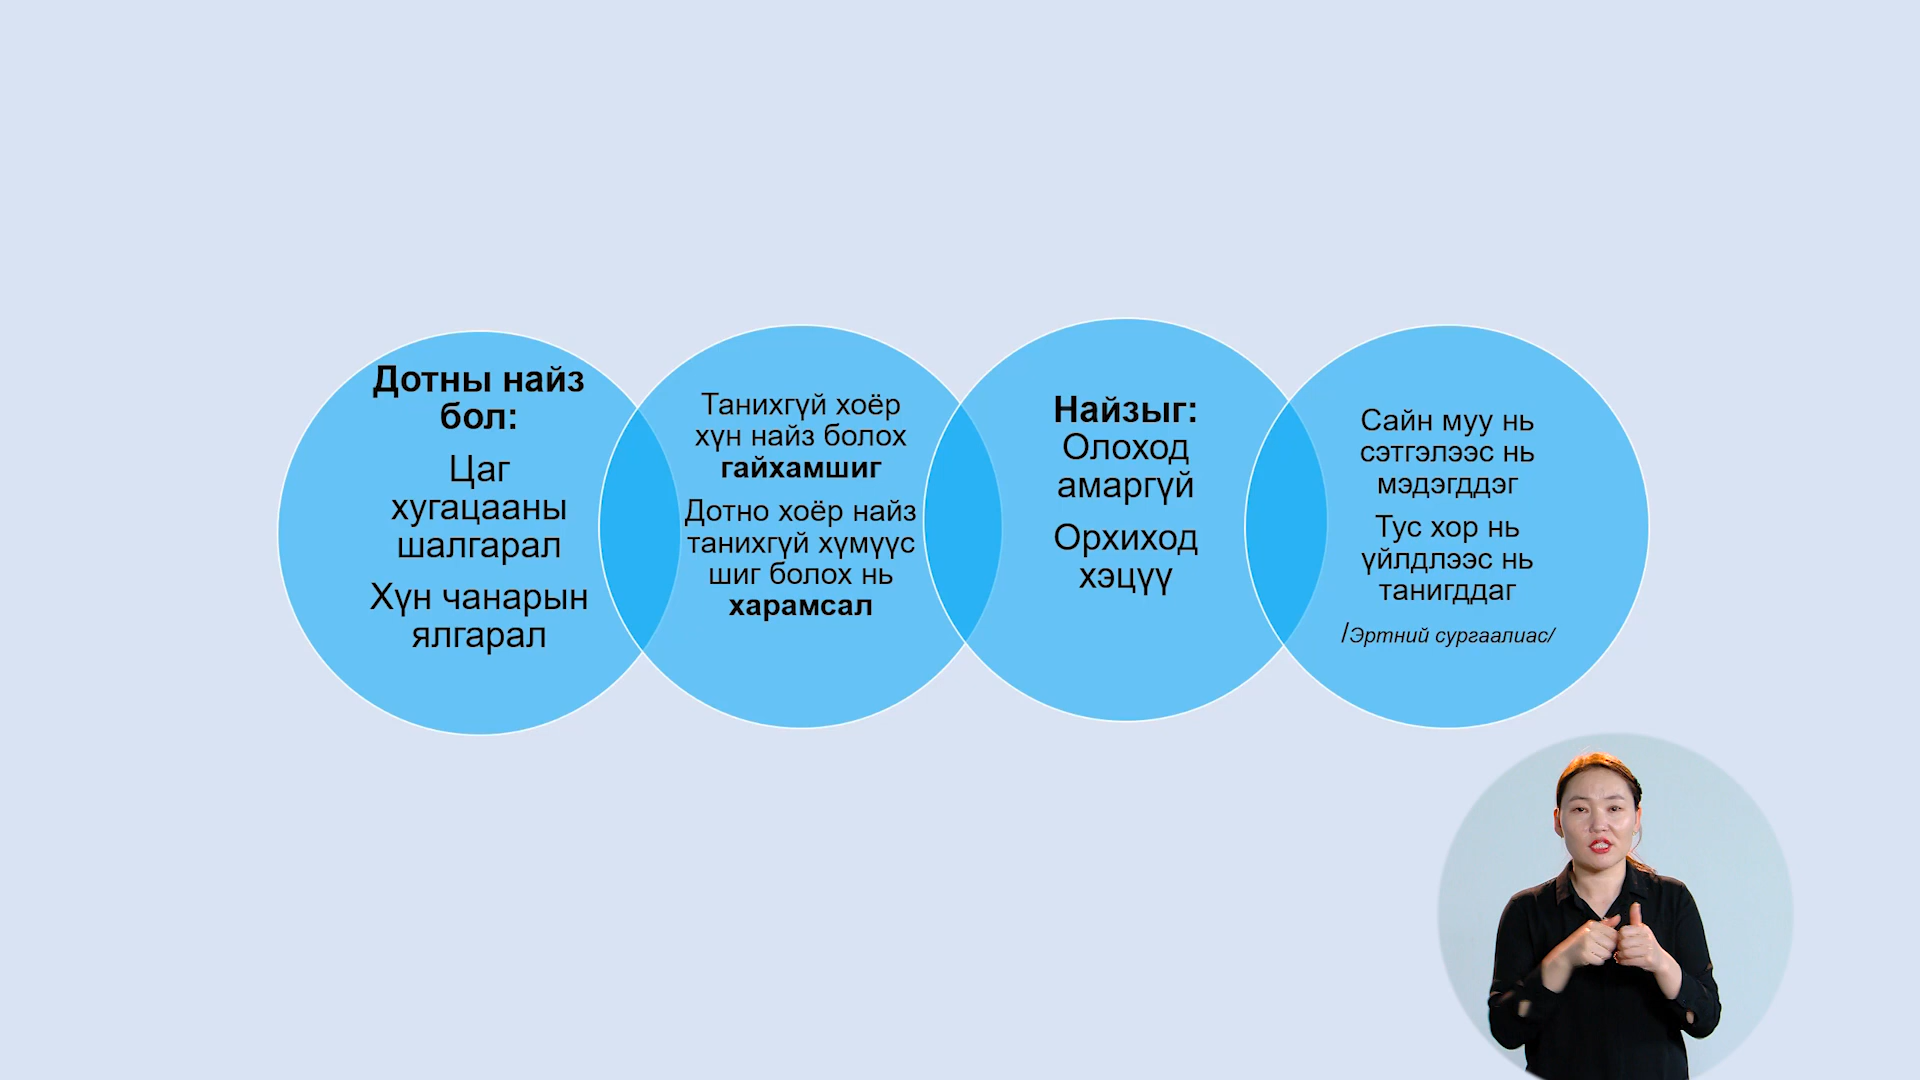 Дотны найз
бол:
Цаг
хугацааны
шалгарал
Хүн чанарын
ялгарал
Танихгүй хоёр
хүн найз болох
гайхамшиг
Дотно хоёр найз
танихгүй хүмүүс
шиг болох нь
харамсал
Найзыг:
Олоход
амаргүй
Орхиход
хэцүү
Сайн муу нь
сэтгэлээс нь
мэдэгддэг
Тус хор нь
үйлдлээс нь
танигддаг
/Эртний сургаалиас/